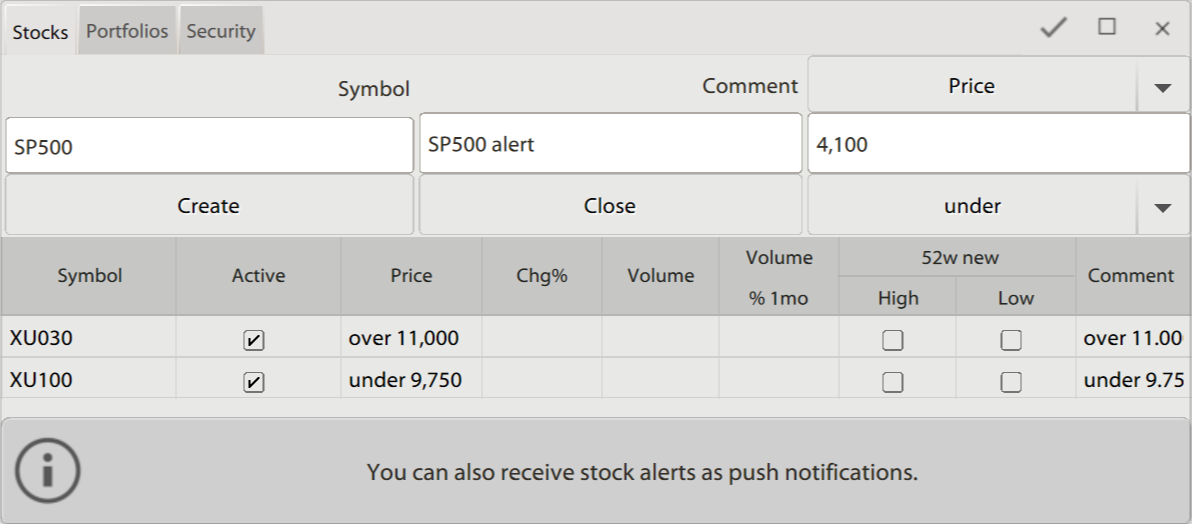 Stocks Portfolios Security
Symbol Comment Price
SP500 SP500 alert 4,100
Create Close under
Symbol Active Price Chg% Volume Volume % 1mo 52w new High Low Comment
XU030 over 11,000 over 11.00
XU100 under 9,750 under 9.75
You can also receive stock alerts as push notifications.